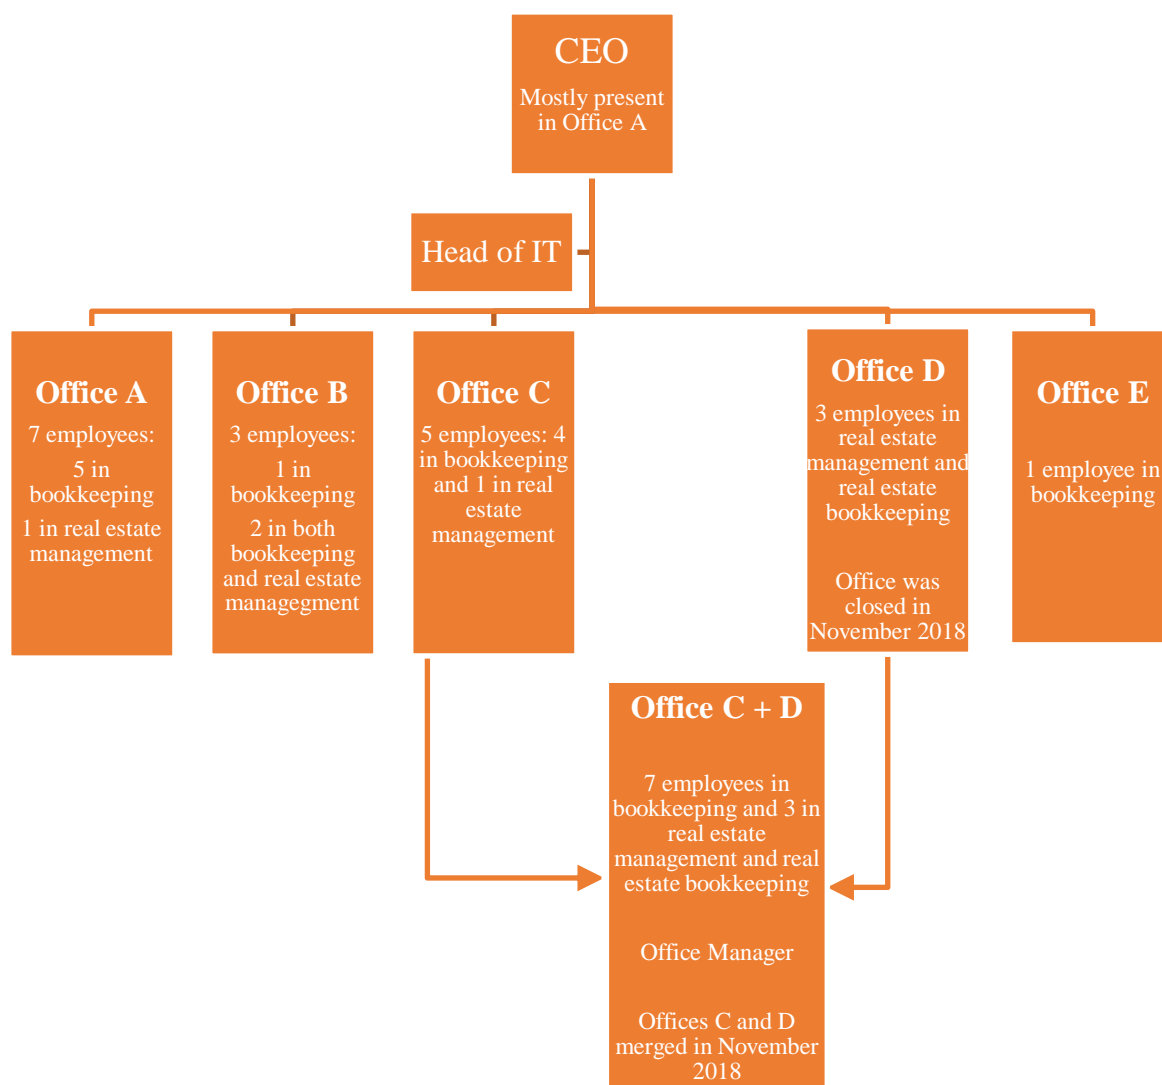 CEO
Mostly present
in Office A
Head of IT
Office A
7 employees:
5 in
bookkeeping
1 in real estate
management
Office B
3 employees:
1 in
bookkeeping
2 in both
bookkeeping
and real estate
managegment
Office C
5 employees: 4
in bookkeeping
and 1 in real
estate
management
Office D
3 employees in
real estate
management and
real estate
bookkeeping
Office was
closed in
November 2018
Office E
1 employee in
bookkeeping
Office C + D
7 employees in
bookkeeping and 3 in
real estate
management and real
estate bookkeeping
Office Manager
Offices C and D
merged in November
2018